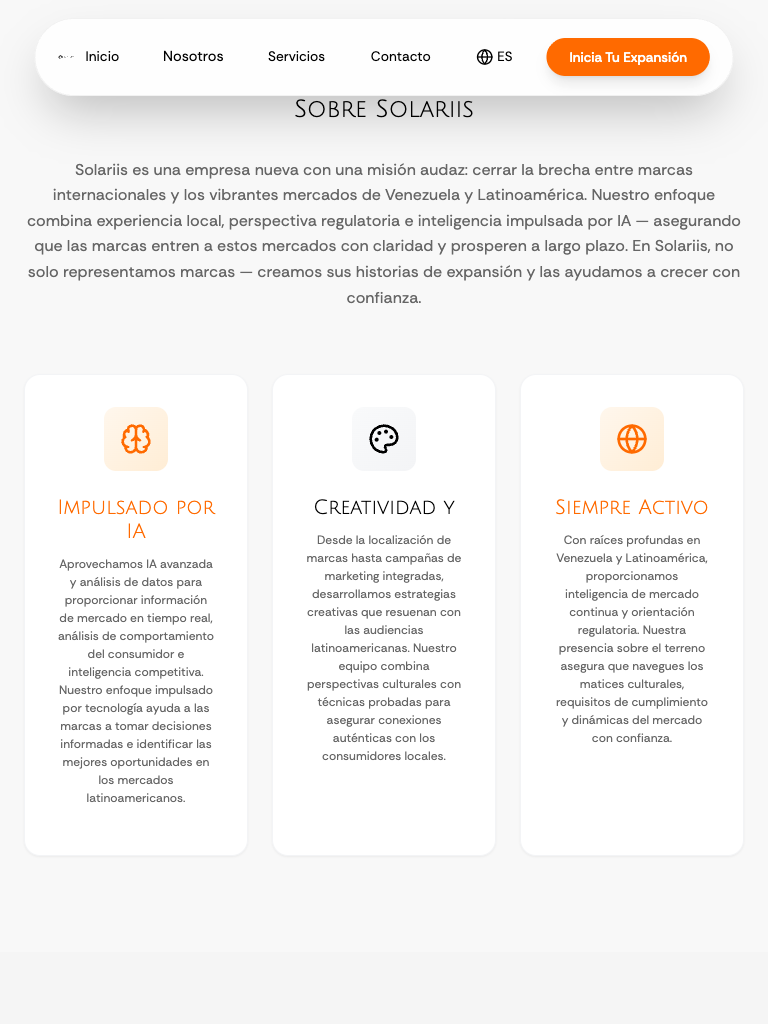 Inicio
Nosotros
Servicios
Contacto
ES
Inicia Tu Expansión
Sobre Solariis
Solariis es una empresa nueva con una misión audaz: cerrar la brecha entre marcas
internacionales y los vibrantes mercados de Venezuela y Latinoamérica. Nuestro enfoque
combina experiencia local, perspectiva regulatoria e inteligencia impulsada por IA — asegurando
que las marcas entren a estos mercados con claridad y prosperen a largo plazo. En Solariis, no
solo representamos marcas — creamos sus historias de expansión y las ayudamos a crecer con
confianza.
Impulsado por
IA
Aprovechamos IA avanzada
y análisis de datos para
proporcionar información
de mercado en tiempo real,
análisis de comportamiento
del consumidor e
inteligencia competitiva.
Nuestro enfoque impulsado
por tecnología ayuda a las
marcas a tomar decisiones
informadas e identificar las
mejores oportunidades en
los mercados
latinoamericanos.
Creatividad y
Desde la localización de
marcas hasta campañas de
marketing integradas,
desarrollamos estrategias
creativas que resuenan con
las audiencias
latinoamericanas. Nuestro
equipo combina
perspectivas culturales con
técnicas probadas para
asegurar conexiones
auténticas con los
consumidores locales.
Siempre Activo
Con raíces profundas en
Venezuela y Latinoamérica,
proporcionamos
inteligencia de mercado
continua y orientación
regulatoria. Nuestra
presencia sobre el terreno
asegura que navegues los
matices culturales,
requisitos de cumplimiento
y dinámicas del mercado
con confianza.